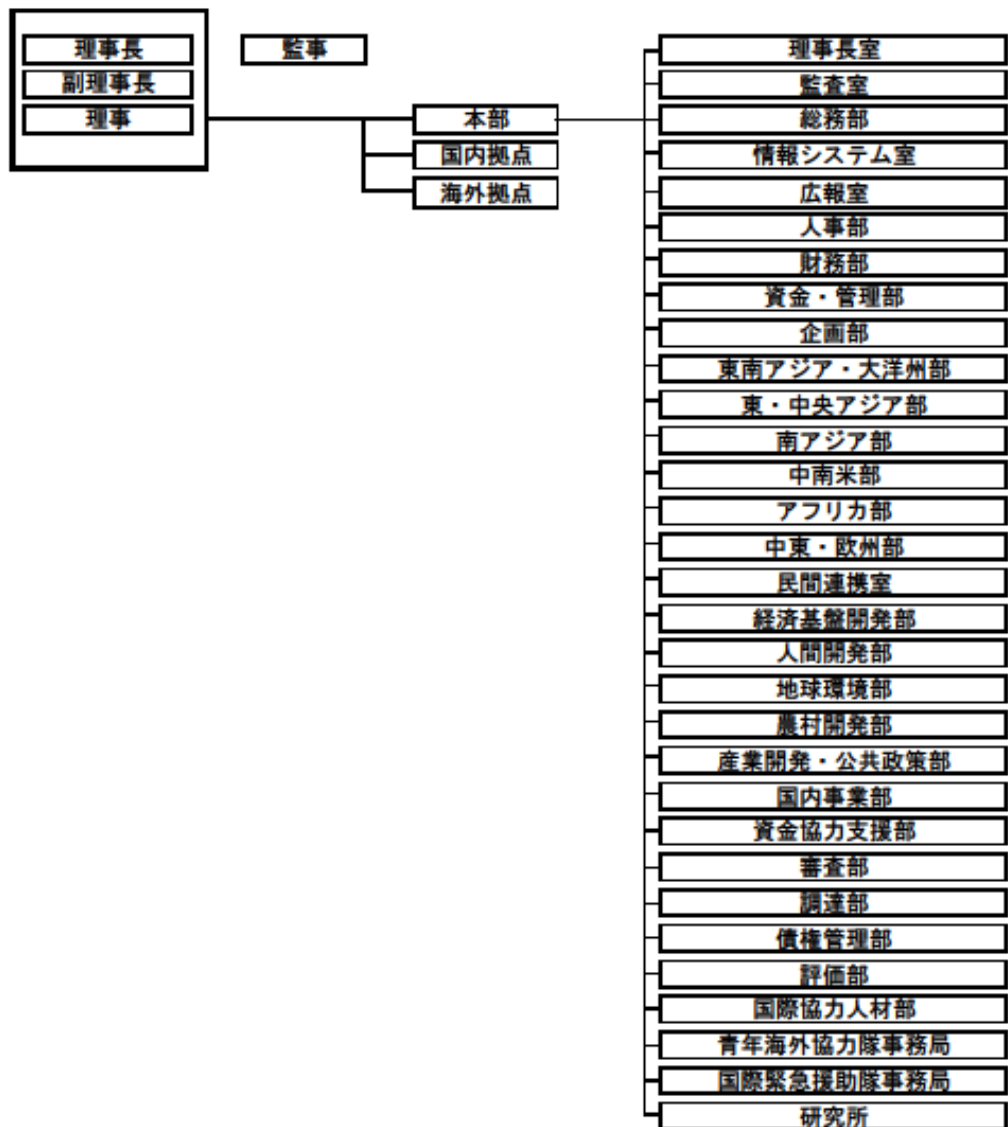 理事長
副理事長
理事
監事
本部
国内拠点
海外拠点
理事長室
監査室
総務部
情報システム室
広報室
人事部
財務部
資金・管理部
企画部
東南アジア・大洋州部
東・中央アジア部
南アジア部
中南米部
アフリカ部
中東・欧州部
民間連携室
経済基盤開発部
人間開発部
地球環境部
農村開発部
産業開発・公共政策部
国内事業部
資金協力支援部
審査部
調達部
債権管理部
評価部
国際協力人材部
青年海外協力隊事務局
国際緊急援助隊事務局
研究所